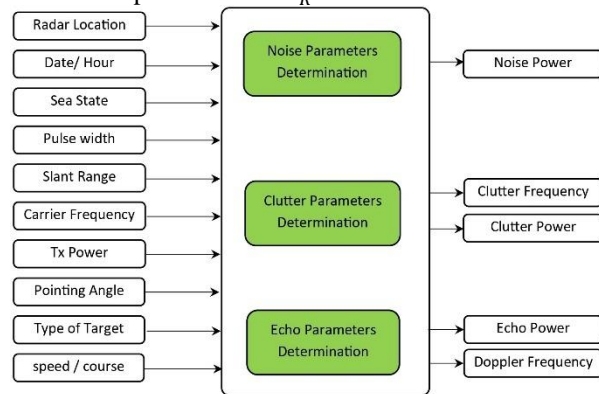 R
Radar Location
Date/ Hour
Sea State
Pulse width
Slant Range
Carrier Frequency
Tx Power
Pointing Angle
Type of Target
speed / course
Noise Parameters
Determination
Clutter Parameters
Determination
Echo Parameters
Determination
Noise Power
Clutter Frequency
Clutter Power
Echo Power
Doppler Frequency